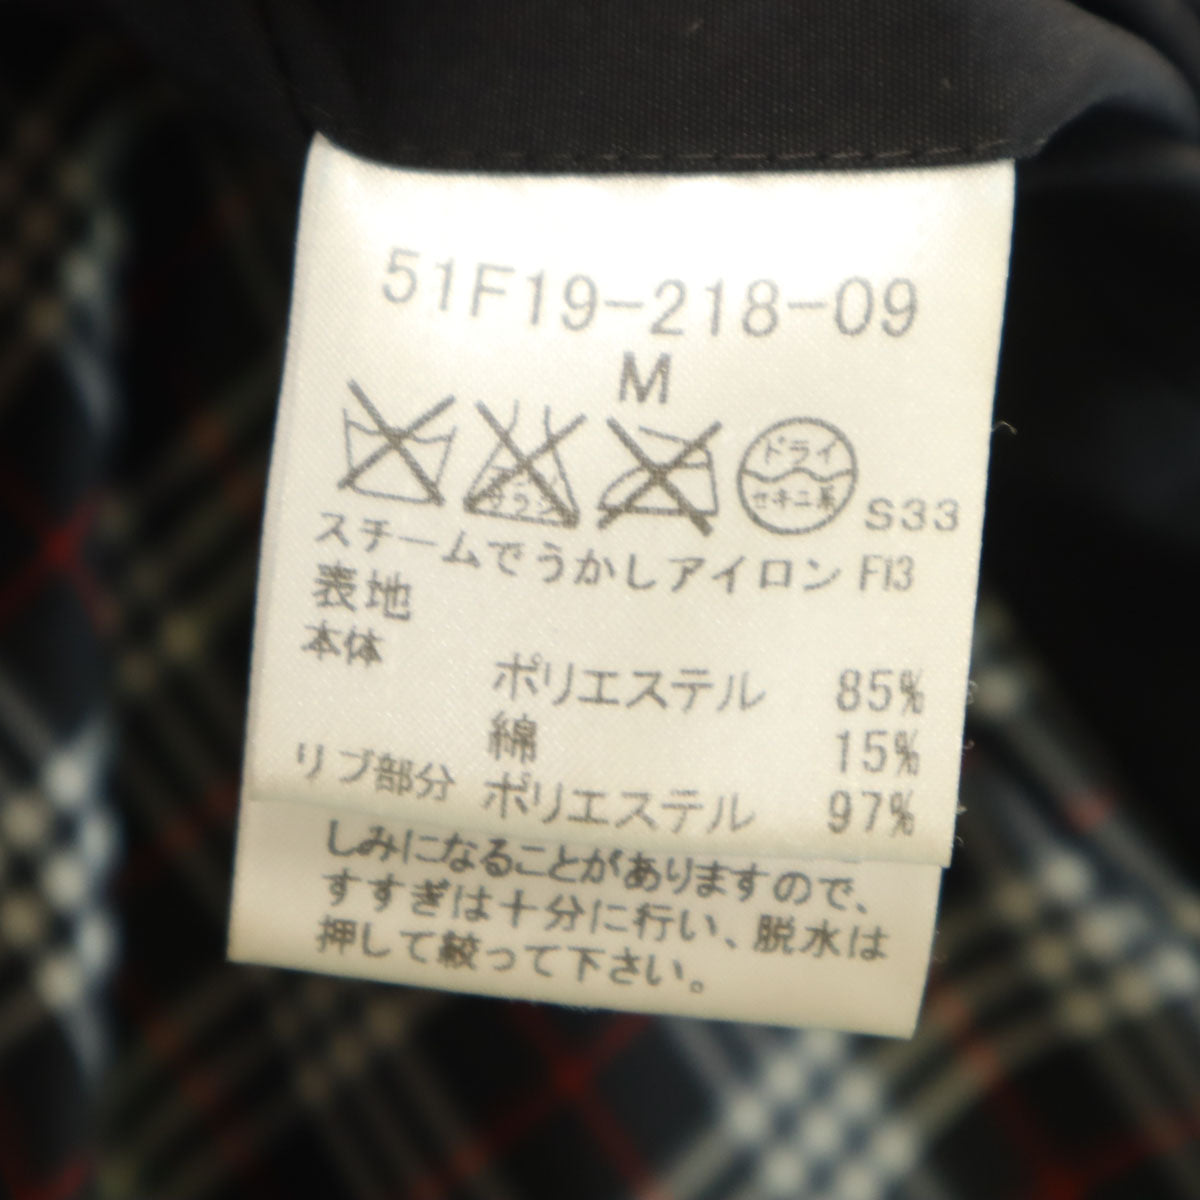 51F19-218-09
M
ドライ
セキユ系
S33
スチームでうかしアイロン F13
表地
本体
ポリエステル 85%
綿 15%
リブ部分 ポリエステル 97%
しみになることがありますので、
すすぎは十分に行い、脱水は
押して絞って下さい。